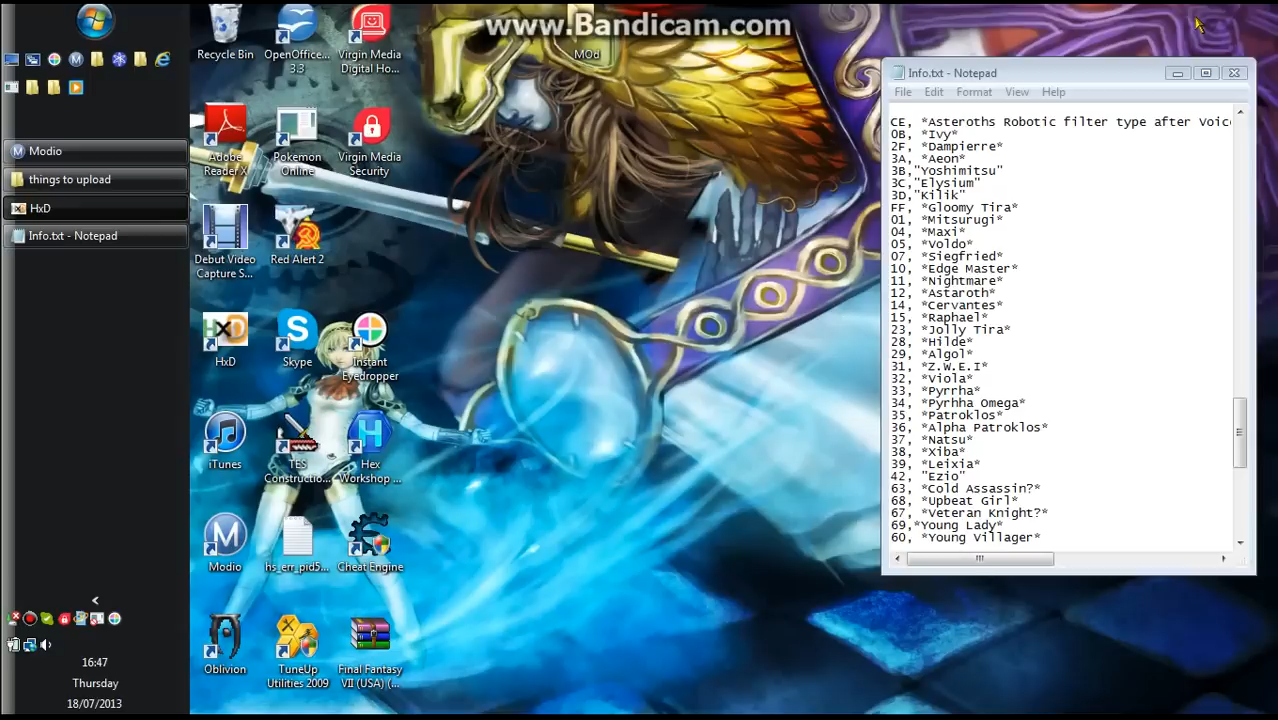 www.Bandicam.com
Recycle Bin
OpenOffice...
3.3
Virgin Media
Digital Ho...
MOd
Adobe
Reader X
Pokemon
Online
Virgin Media
Security
Debut Video
Capture S...
Red Alert 2
HxD
Skype
Instant
Eyedropper
iTunes
TES
Constructio...
Hex
Workshop ...
Modio
hs_err_pid5...
Cheat Engine
Oblivion
TuneUp
Utilities 2009
Final Fantasy
VII (USA) (...
Modio
things to upload
HxD
Info.txt - Notepad
16:47
Thursday
18/07/2013
Info.txt - Notepad
File Edit Format View Help
CE, *Asteroths Robotic filter type after Voic
0B, *Ivy*
2F, *Dampierre*
3A, *Aeon*
3B,"Yoshimitsu"
3C,"Elysium"
3D,"Kilik"
FF, *Gloomy Tira*
01, *Mitsurugi*
04, *Maxi*
05, *Voldo*
07, *Siegfried*
10, *Edge Master*
11, *Nightmare*
12, *Astaroth*
14, *Cervantes*
15, *Raphael*
23, *Jolly Tira*
28, *Hilde*
29, *Algol*
31, *Z.W.E.I*
32, *Viola*
33, *Pyrrha*
34, *Pyrhha Omega*
35, *Patroklos*
36, *Alpha Patroklos*
37, *Natsu*
38, *Xiba*
39, *Leixia*
42, "Ezio"
63, *Cold Assassin?*
68, *Upbeat Girl*
67, *Veteran Knight?*
69,*Young Lady*
60, *Young Villager*